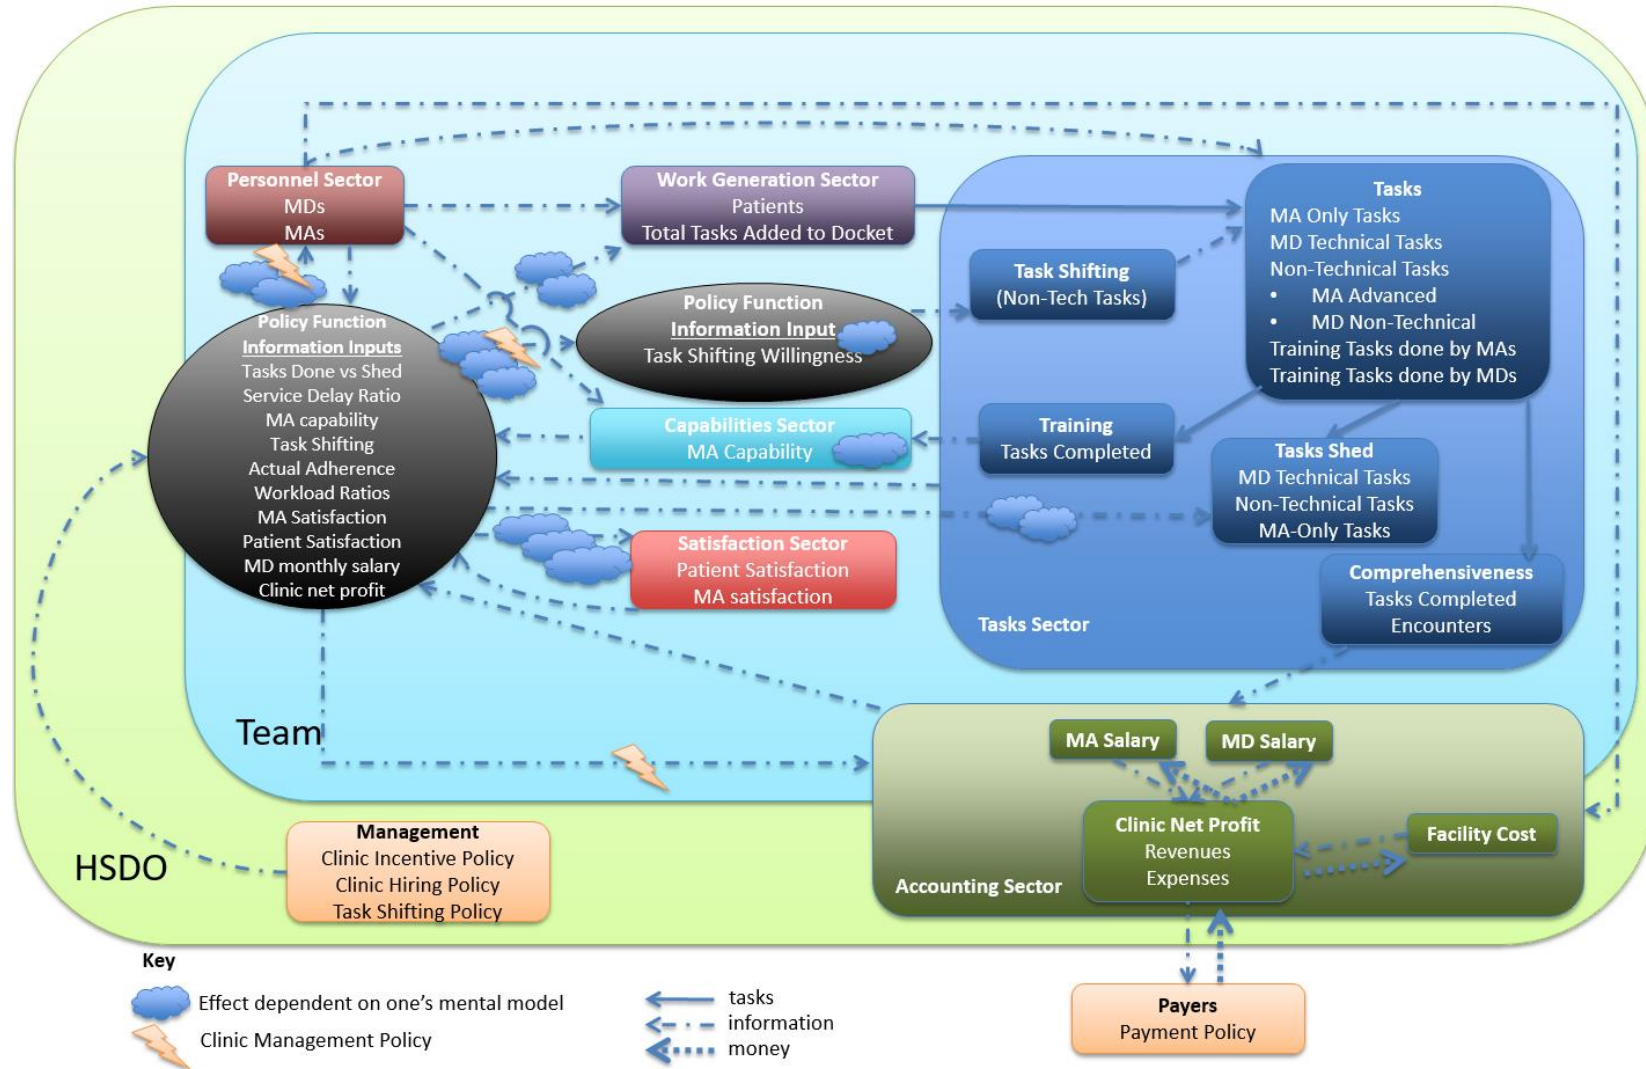 Personnel Sector
MDs
MAs
Work Generation Sector
Patients
Total Tasks Added to Docket
Tasks
MA Only Tasks
MD Technical Tasks
Non-Technical Tasks
• MA Advanced
• MD Non-Technical
Training Tasks done by MAs
Training Tasks done by MDs
Task Shifting
(Non-Tech Tasks)
Policy Function
Information Input
Task Shifting Willingness
Policy Function
Information Inputs
Tasks Done vs Shed
Service Delay Ratio
MA capability
Task Shifting
Actual Adherence
Workload Ratios
MA Satisfaction
Patient Satisfaction
MD monthly salary
Clinic net profit
Capabilities Sector
MA Capability
Training
Tasks Completed
Tasks Shed
MD Technical Tasks
Non-Technical Tasks
MA-Only Tasks
Satisfaction Sector
Patient Satisfaction
MA satisfaction
Comprehensiveness
Tasks Completed
Encounters
Tasks Sector
Team
MA Salary
MD Salary
Clinic Net Profit
Revenues
Expenses
Facility Cost
Accounting Sector
Management
Clinic Incentive Policy
Clinic Hiring Policy
Task Shifting Policy
HSDO
Payers
Payment Policy
Key
Effect dependent on one's mental model
Clinic Management Policy
tasks
information
money